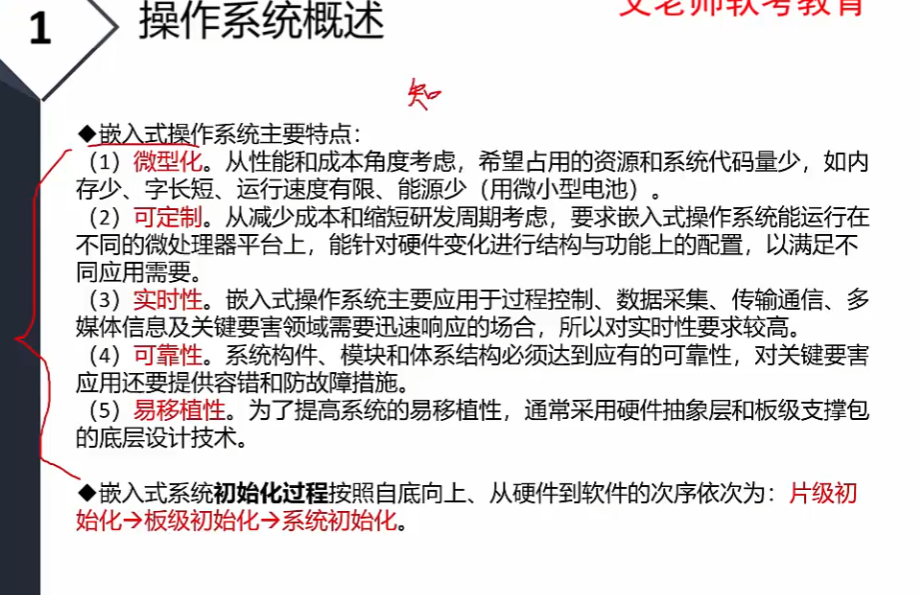 1
操作系统概述
文老师软考教育
知
◆嵌入式操作系统主要特点：
（1）微型化。从性能和成本角度考虑，希望占用的资源和系统代码量少，如内
存少、字长短、运行速度有限、能源少（用微小型电池）。
（2）可定制。从减少成本和缩短研发周期考虑，要求嵌入式操作系统能运行在
不同的微处理器平台上，能针对硬件变化进行结构与功能上的配置，以满足不
同应用需要。
（3）实时性。嵌入式操作系统主要应用于过程控制、数据采集、传输通信、多
媒体信息及关键要害领域需要迅速响应的场合，所以对实时性要求较高。
（4）可靠性。系统构件、模块和体系结构必须达到应有的可靠性，对关键要害
应用还要提供容错和防故障措施。
（5）易移植性。为了提高系统的易移植性，通常采用硬件抽象层和板级支撑包
的底层设计技术。
◆嵌入式系统初始化过程按照自底向上、从硬件到软件的次序依次为：片级初
始化→板级初始化→系统初始化。